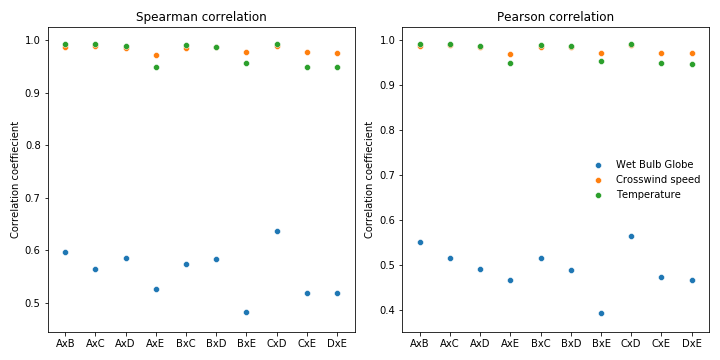 Spearman correlation
Correlation coeffiecient
1.0
0.9
0.8
0.7
0.6
0.5
AxB AxC AxD AxE BxC BxD BxE CxD CxE DxE
Pearson correlation
Correlation coeffiecient
1.0
0.9
0.8
0.7
0.6
0.5
0.4
Wet Bulb Globe
Crosswind speed
Temperature
AxB AxC AxD AxE BxC BxD BxE CxD CxE DxE